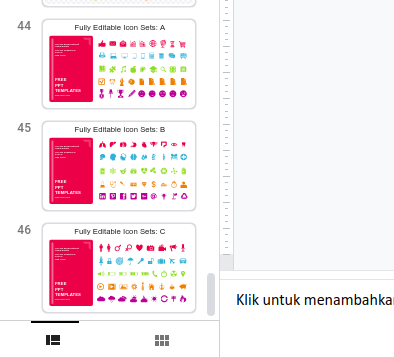 44
Fully Editable Icon Sets: A
FREE
PPT
TEMPLATES
45
Fully Editable Icon Sets: B
FREE
PPT
TEMPLATES
46
Fully Editable Icon Sets: C
FREE
PPT
TEMPLATES
Klik untuk menambahkan